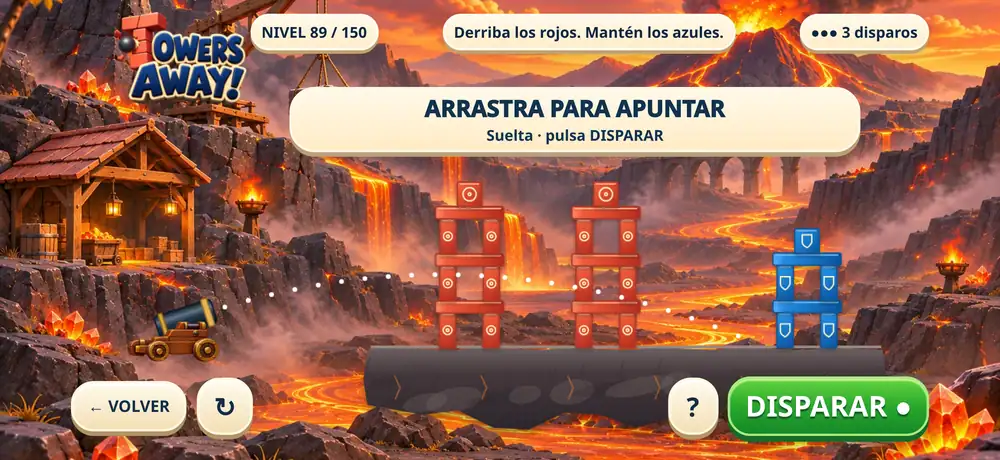 TOWERS
AWAY!
NIVEL 89 / 150
Derriba los rojos. Mantén los azules.
●●● 3 disparos
ARRASTRA PARA APUNTAR
Suelta · pulsa DISPARAR
← VOLVER
↻
?
DISPARAR ●